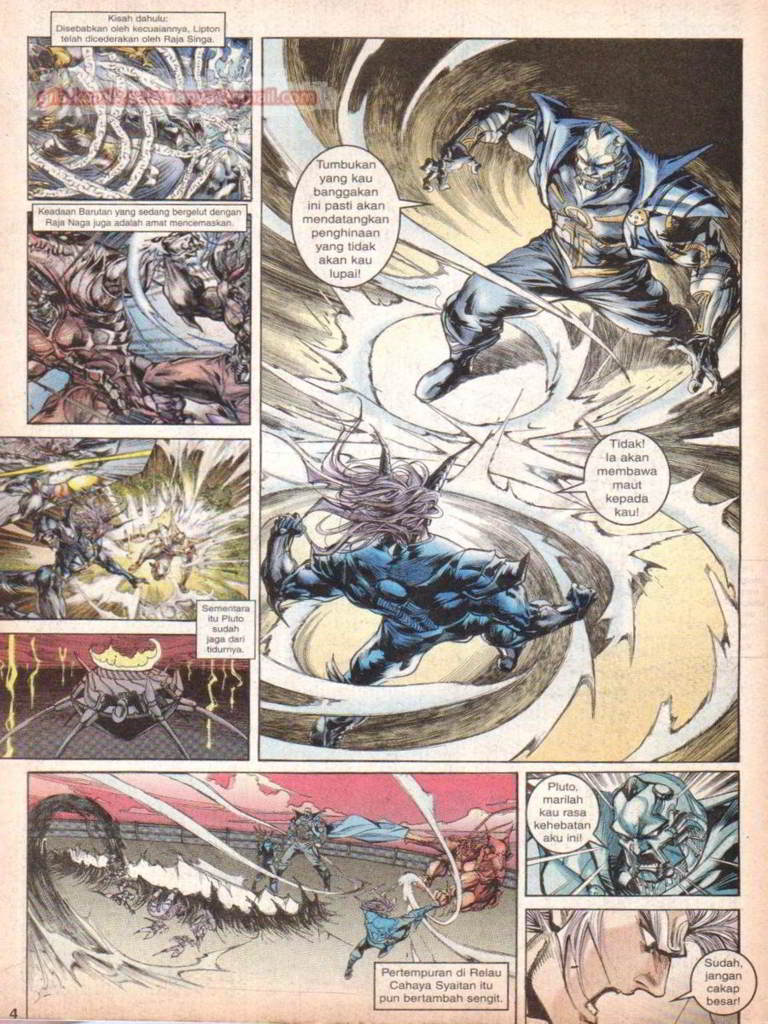 Kisah dahulu:
Disebabkan oleh kecuaiannya, Lipton
telah dicederakan oleh Raja Singa.
Keadaan Barutan yang sedang bergelut dengan
Raja Naga juga adalah amat mencemaskan.
Sementara
itu Pluto
sudah
jaga dari
tidurnya.
Tumbukan
yang kau
banggakan
ini pasti akan
mendatangkan
penghinaan
yang tidak
akan kau
lupai!
Tidak!
Ia akan
membawa
maut
kepada
kau!
Pertempuran di Relau
Cahaya Syaitan itu
pun bertambah sengit.
Pluto,
marilah
kau rasa
kehebatan
aku ini!
Sudah,
jangan
cakap
besar!
4